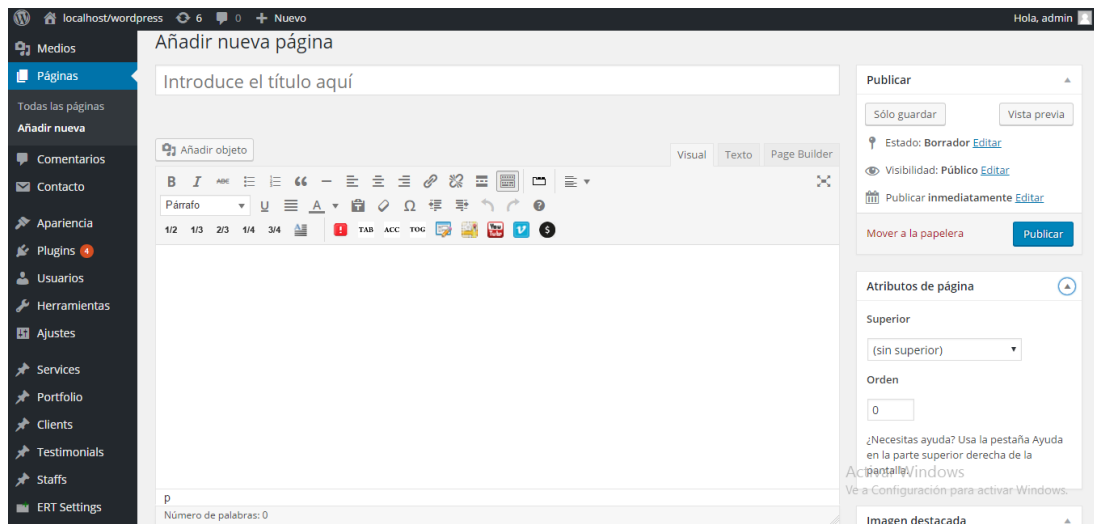 localhost/wordpress 6 0 + Nuevo Hola, admin
Medios
Páginas
Todas las páginas
Añadir nueva
Comentarios
Contacto
Apariencia
Plugins 4
Usuarios
Herramientas
Ajustes
Services
Portfolio
Clients
Testimonials
Staffs
ERT Settings
Añadir nueva página
Introduce el título aquí
Añadir objeto
Visual Texto Page Builder
B I ABC
Párrafo U A Ω
1/2 1/3 2/3 1/4 3/4 TAB ACC TOG You Tube
p
Número de palabras: 0
Publicar
Sólo guardar Vista previa
Estado: Borrador Editar
Visibilidad: Público Editar
Publicar inmediatamente Editar
Mover a la papelera Publicar
Atributos de página
Superior
(sin superior)
Orden
0
¿Necesitas ayuda? Usa la pestaña Ayuda
en la parte superior derecha de la
pantalla.
Activar Windows
Ve a Configuración para activar Windows.
Imagen destacada